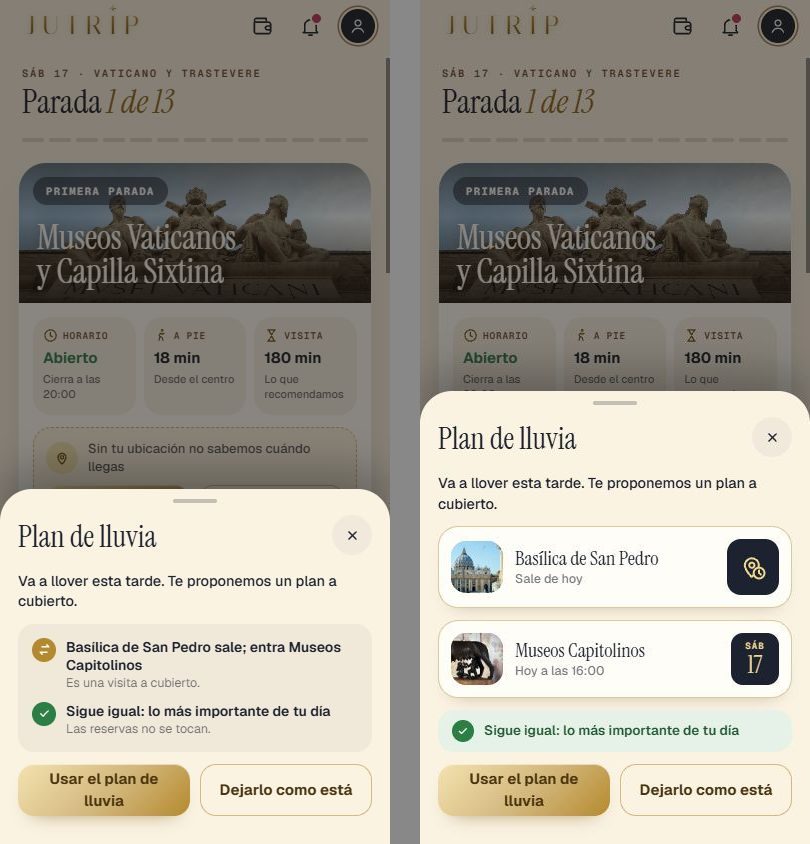 JUTRIP
SÁB 17 · VATICANO Y TRASTEVERE
Parada 1 de 13
PRIMERA PARADA
Museos Vaticanos
y Capilla Sixtina
HORARIO
Abierto
Cierra a las
20:00
A PIE
18 min
Desde el centro
VISITA
180 min
Lo que
recomendamos
Sin tu ubicación no sabemos cuándo
llegas
Plan de lluvia
Va a llover esta tarde. Te proponemos un plan a
cubierto.
Basílica de San Pedro sale; entra Museos
Capitolinos
Es una visita a cubierto.
Sigue igual: lo más importante de tu día
Las reservas no se tocan.
Usar el plan de
lluvia
Dejarlo como está
JUTRIP
SÁB 17 · VATICANO Y TRASTEVERE
Parada 1 de 13
PRIMERA PARADA
Museos Vaticanos
y Capilla Sixtina
HORARIO
Abierto
Cierra a las
A PIE
18 min
Desde el centro
VISITA
180 min
Lo que
Plan de lluvia
Va a llover esta tarde. Te proponemos un plan a
cubierto.
Basílica de San Pedro
Sale de hoy
Museos Capitolinos
Hoy a las 16:00
SÁB
17
Sigue igual: lo más importante de tu día
Usar el plan de
lluvia
Dejarlo como está